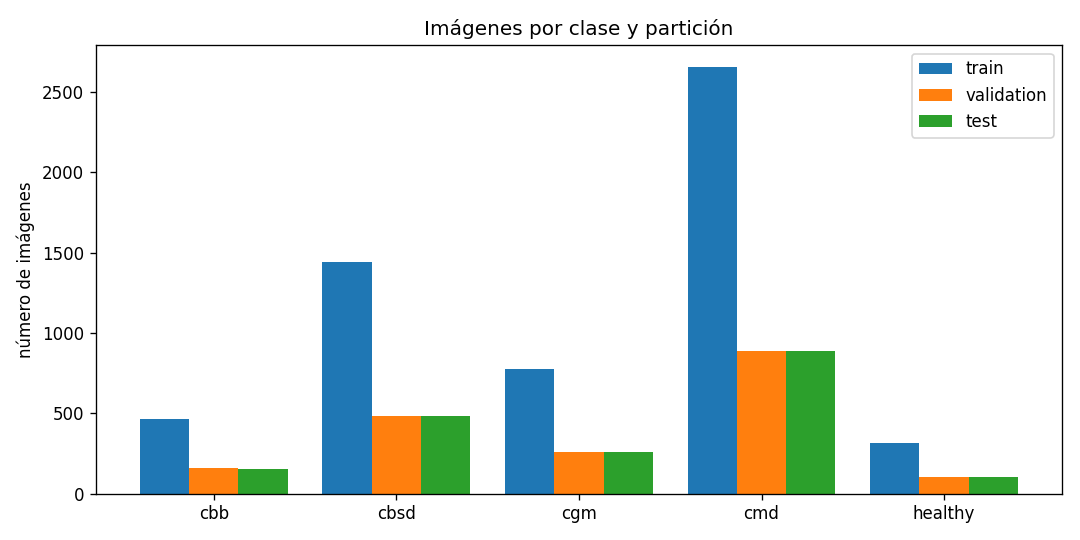 Imágenes por clase y partición
train
validation
test
número de imágenes
2500
2000
1500
1000
500
0
cbb cbsd cgm cmd healthy